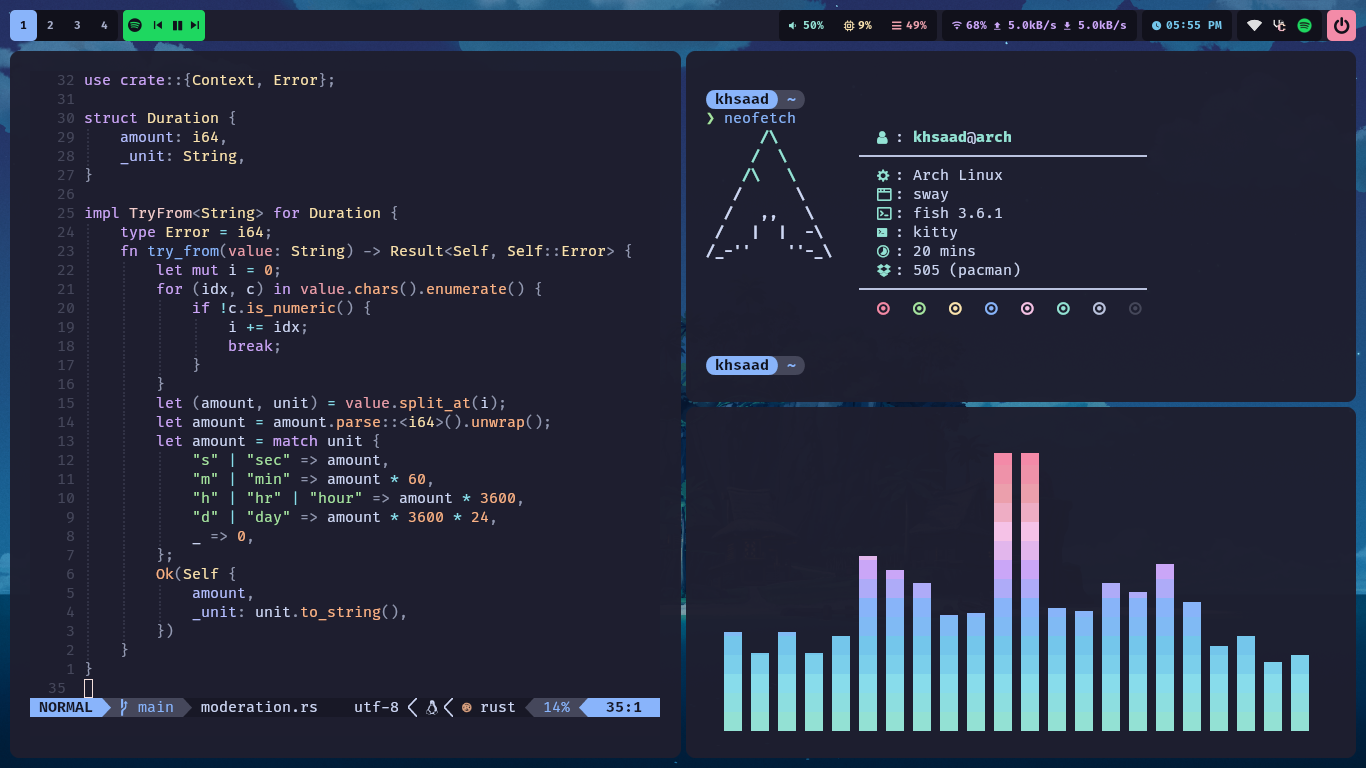 1 2 3 4
50% 9% 49% 68% 5.0kB/s 5.0kB/s 05:55 PM
32 use crate::{Context, Error};
31
30 struct Duration {
29     amount: i64,
28     _unit: String,
27 }
26
25 impl TryFrom<String> for Duration {
24     type Error = i64;
23     fn try_from(value: String) -> Result<Self, Self::Error> {
22         let mut i = 0;
21         for (idx, c) in value.chars().enumerate() {
20             if !c.is_numeric() {
19                 i += idx;
18                 break;
17             }
16         }
15         let (amount, unit) = value.split_at(i);
14         let amount = amount.parse::<i64>().unwrap();
13         let amount = match unit {
12             "s" | "sec" => amount,
11             "m" | "min" => amount * 60,
10             "h" | "hr" | "hour" => amount * 3600,
9             "d" | "day" => amount * 3600 * 24,
8             _ => 0,
7         };
6         Ok(Self {
5             amount,
4             _unit: unit.to_string(),
3         })
2     }
1 }
35
NORMAL main moderation.rs utf-8 rust 14% 35:1
khsaad ~
❯ neofetch
: khsaad@arch
: Arch Linux
: sway
: fish 3.6.1
: kitty
: 20 mins
: 505 (pacman)
khsaad ~